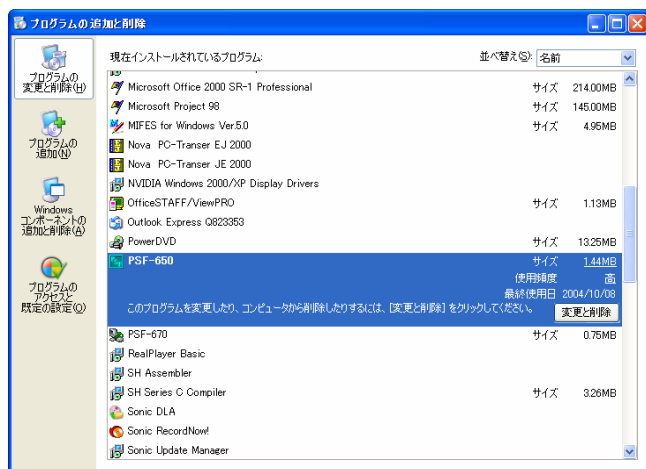 プログラムの追加と削除
プログラムの
変更と削除(H)
プログラムの
追加(N)
Windows
コンポーネントの
追加と削除(A)
プログラムの
アクセスと
既定の設定(O)
現在インストールされているプログラム:
並べ替え(S): 名前
Microsoft Office 2000 SR-1 Professional サイズ 214.00MB
Microsoft Project 98 サイズ 145.00MB
MIFES for Windows Ver.5.0 サイズ 4.95MB
Nova PC-Transer EJ 2000
Nova PC-Transer JE 2000
NVIDIA Windows 2000/XP Display Drivers
OfficeSTAFF/ViewPRO サイズ 1.13MB
Outlook Express Q823353
PowerDVD サイズ 13.25MB
PSF-650 サイズ 1.44MB
使用頻度 高
最終使用日 2004/10/08
このプログラムを変更したり、コンピュータから削除したりするには、[変更と削除] をクリックしてください。 変更と削除
PSF-670 サイズ 0.75MB
RealPlayer Basic
SH Assembler
SH Series C Compiler サイズ 3.26MB
Sonic DLA
Sonic RecordNow!
Sonic Update Manager